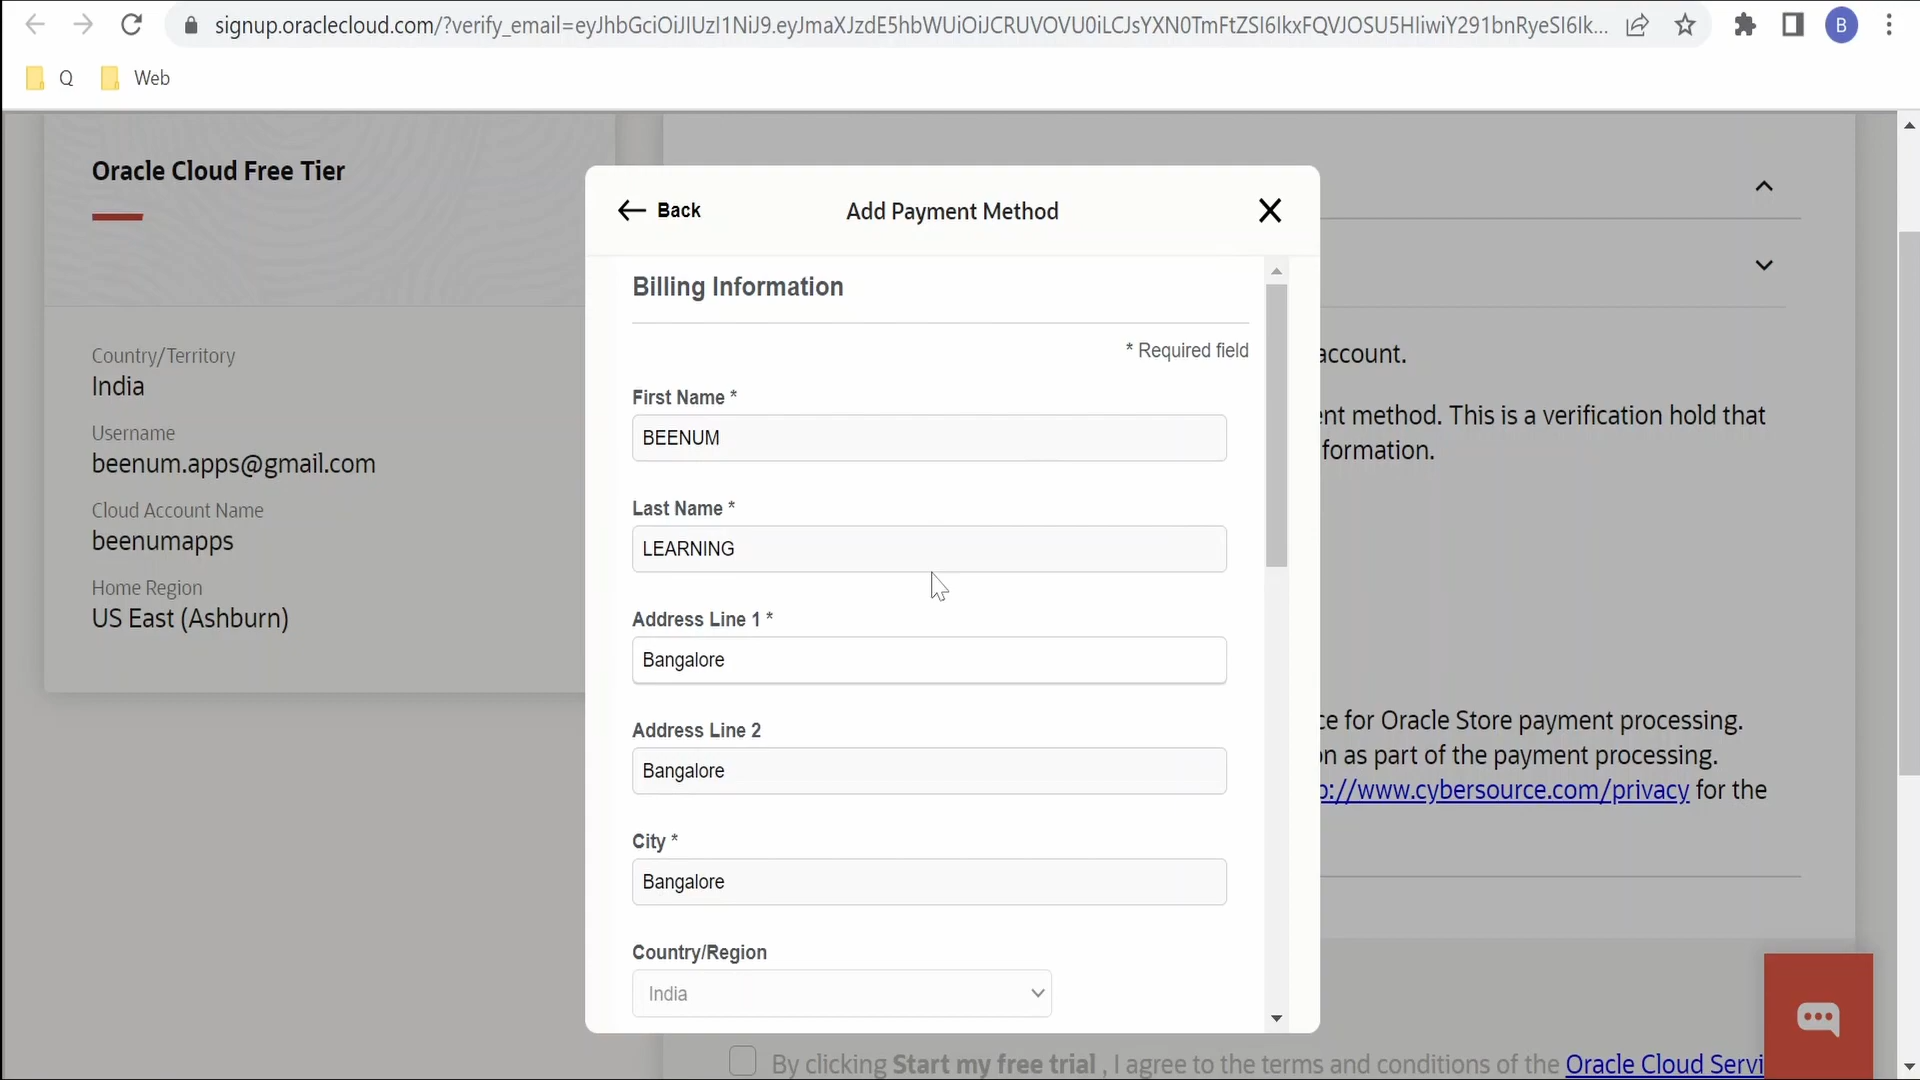 signup.oraclecloud.com/?verify_email=eyJhbGciOiJIUzI1NiJ9.eyJmaXJzdE5hbWUiOiJCRUVOVU0iLCJsYXN0TmFtZSI6IkxFQVJOSU5HIiwiY291bnRyeSI6Ik...
B
Q
Web
Oracle Cloud Free Tier
Country/Territory
India
Username
beenum.apps@gmail.com
Cloud Account Name
beenumapps
Home Region
US East (Ashburn)
Back
Add Payment Method
Billing Information
* Required field
First Name *
BEENUM
Last Name *
LEARNING
Address Line 1 *
Bangalore
Address Line 2
Bangalore
City *
Bangalore
Country/Region
India
account.
nt method. This is a verification hold that
formation.
ce for Oracle Store payment processing.
on as part of the payment processing.
p://www.cybersource.com/privacy for the
By clicking Start my free trial , I agree to the terms and conditions of the Oracle Cloud Servi